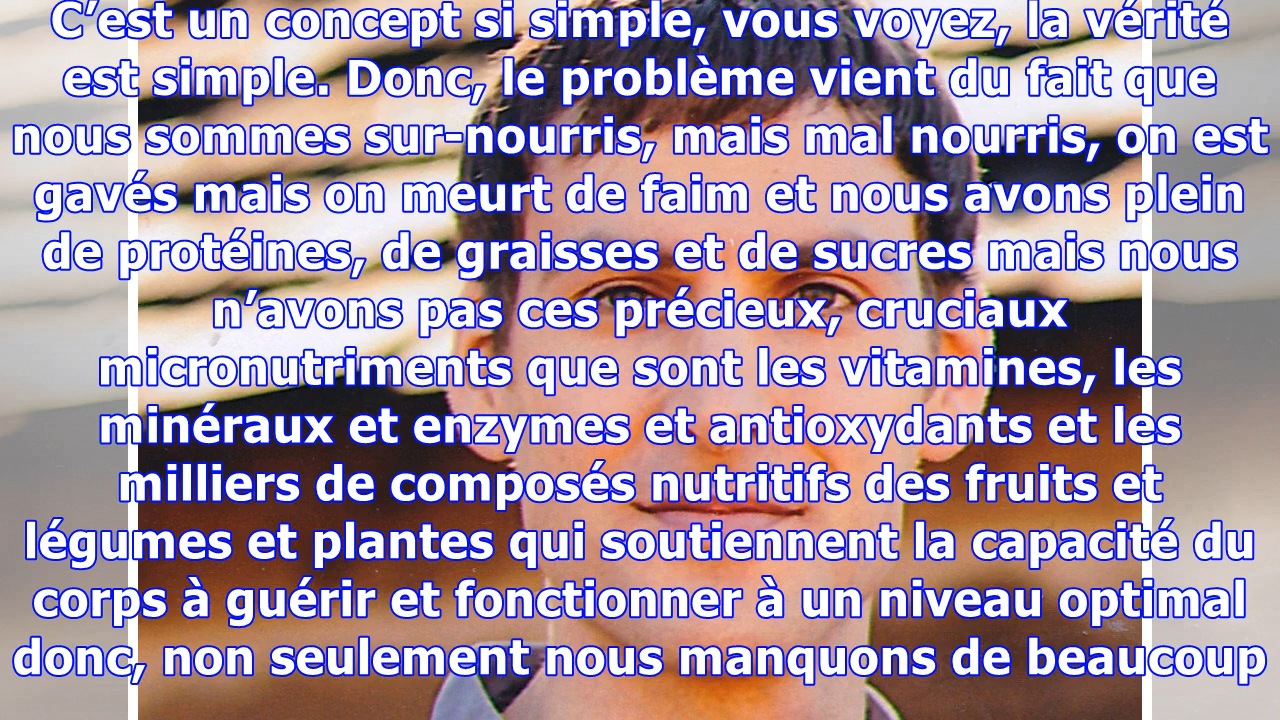 C’est un concept si simple, vous voyez, la vérité
est simple. Donc, le problème vient du fait que
nous sommes sur-nourris, mais mal nourris, on est
gavés mais on meurt de faim et nous avons plein
de protéines, de graisses et de sucres mais nous
n’avons pas ces précieux, cruciaux
micronutriments que sont les vitamines, les
minéraux et enzymes et antioxydants et les
milliers de composés nutritifs des fruits et
légumes et plantes qui soutiennent la capacité du
corps à guérir et fonctionner à un niveau optimal
donc, non seulement nous manquons de beaucoup